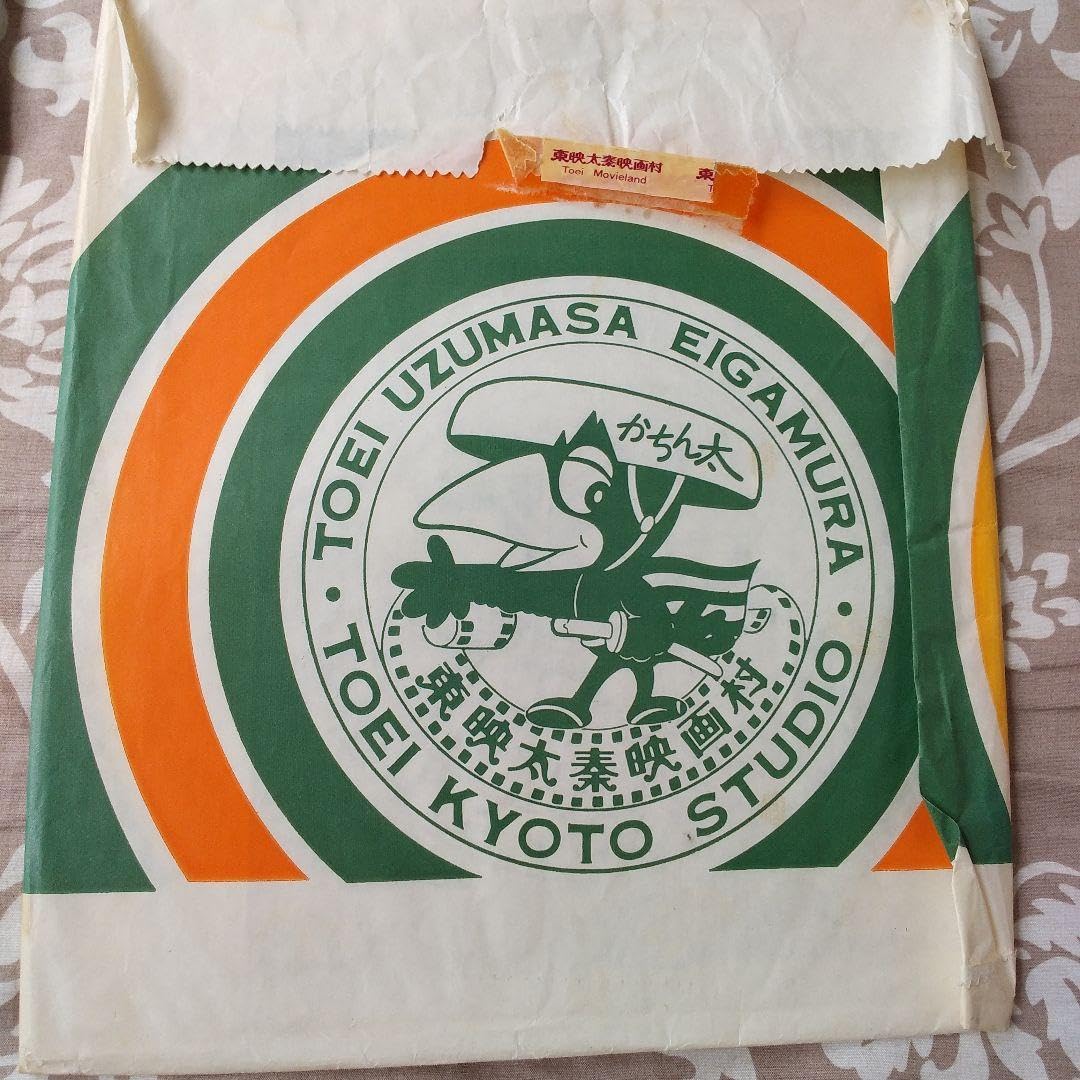 東映太秦映画村
Toei Movieland
東
T
TOEI UZUMASA EIGAMURA
かちん太
東映太秦映画村
TOEI KYOTO STUDIO